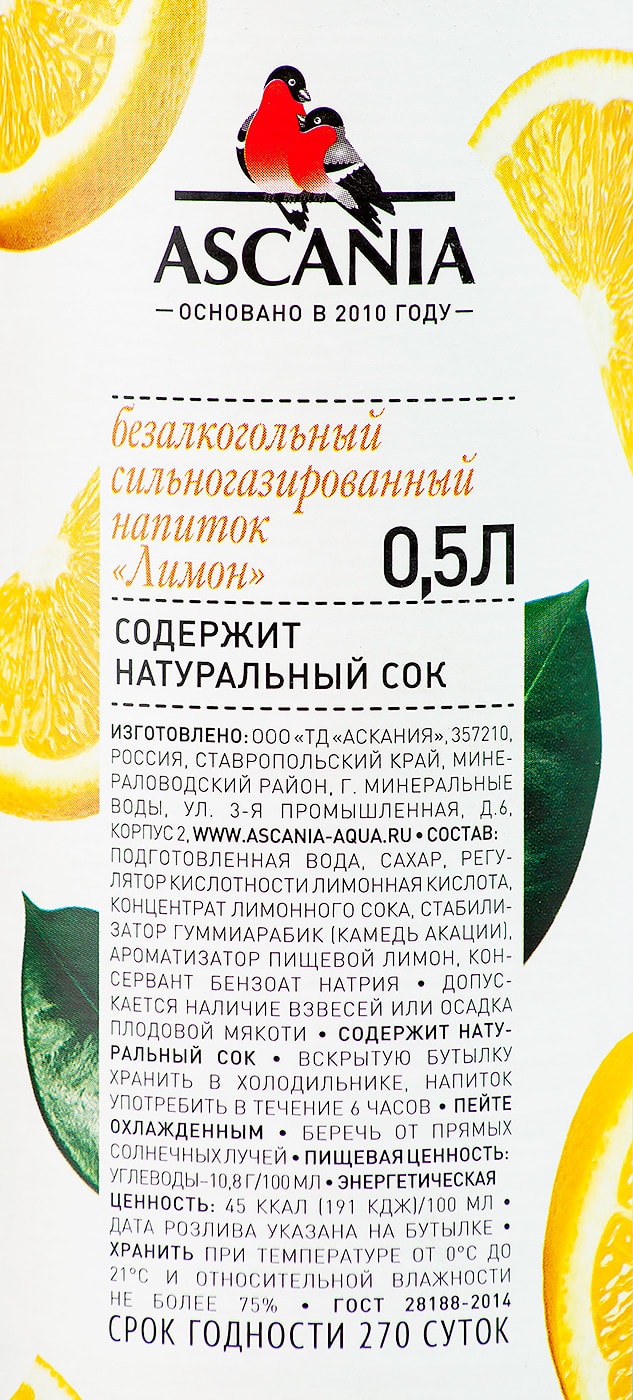 ASCANIA
—ОСНОВАНО В 2010 ГОДУ—
безалкогольный
сильногазированный
напиток
«Лимон»
0,5Л
СОДЕРЖИТ
НАТУРАЛЬНЫЙ СОК
ИЗГОТОВЛЕНО: ООО «ТД «АСКАНИЯ», 357210,
РОССИЯ, СТАВРОПОЛЬСКИЙ КРАЙ, МИНЕ-
РАЛОВОДСКИЙ РАЙОН, Г. МИНЕРАЛЬНЫЕ
ВОДЫ, УЛ. 3-Я ПРОМЫШЛЕННАЯ, Д.6,
КОРПУС 2, WWW.ASCANIA-AQUA.RU • СОСТАВ:
ПОДГОТОВЛЕННАЯ ВОДА, САХАР, РЕГУ-
ЛЯТОР КИСЛОТНОСТИ ЛИМОННАЯ КИСЛОТА,
КОНЦЕНТРАТ ЛИМОННОГО СОКА, СТАБИЛИ-
ЗАТОР ГУММИАРАБИК (КАМЕДЬ АКАЦИИ),
АРОМАТИЗАТОР ПИЩЕВОЙ ЛИМОН, КОН-
СЕРВАНТ БЕНЗОАТ НАТРИЯ • ДОПУС-
КАЕТСЯ НАЛИЧИЕ ВЗВЕСЕЙ ИЛИ ОСАДКА
ПЛОДОВОЙ МЯКОТИ • СОДЕРЖИТ НАТУ-
РАЛЬНЫЙ СОК • ВСКРЫТУЮ БУТЫЛКУ
ХРАНИТЬ В ХОЛОДИЛЬНИКЕ, НАПИТОК
УПОТРЕБИТЬ В ТЕЧЕНИЕ 6 ЧАСОВ • ПЕЙТЕ
ОХЛАЖДЕННЫМ • БЕРЕЧЬ ОТ ПРЯМЫХ
СОЛНЕЧНЫХ ЛУЧЕЙ • ПИЩЕВАЯ ЦЕННОСТЬ:
УГЛЕВОДЫ–10,8 Г/100 МЛ • ЭНЕРГЕТИЧЕСКАЯ
ЦЕННОСТЬ: 45 ККАЛ (191 КДЖ)/100 МЛ •
ДАТА РОЗЛИВА УКАЗАНА НА БУТЫЛКЕ •
ХРАНИТЬ ПРИ ТЕМПЕРАТУРЕ ОТ 0°С ДО
21°С И ОТНОСИТЕЛЬНОЙ ВЛАЖНОСТИ
НЕ БОЛЕЕ 75% • ГОСТ 28188-2014
СРОК ГОДНОСТИ 270 СУТОК